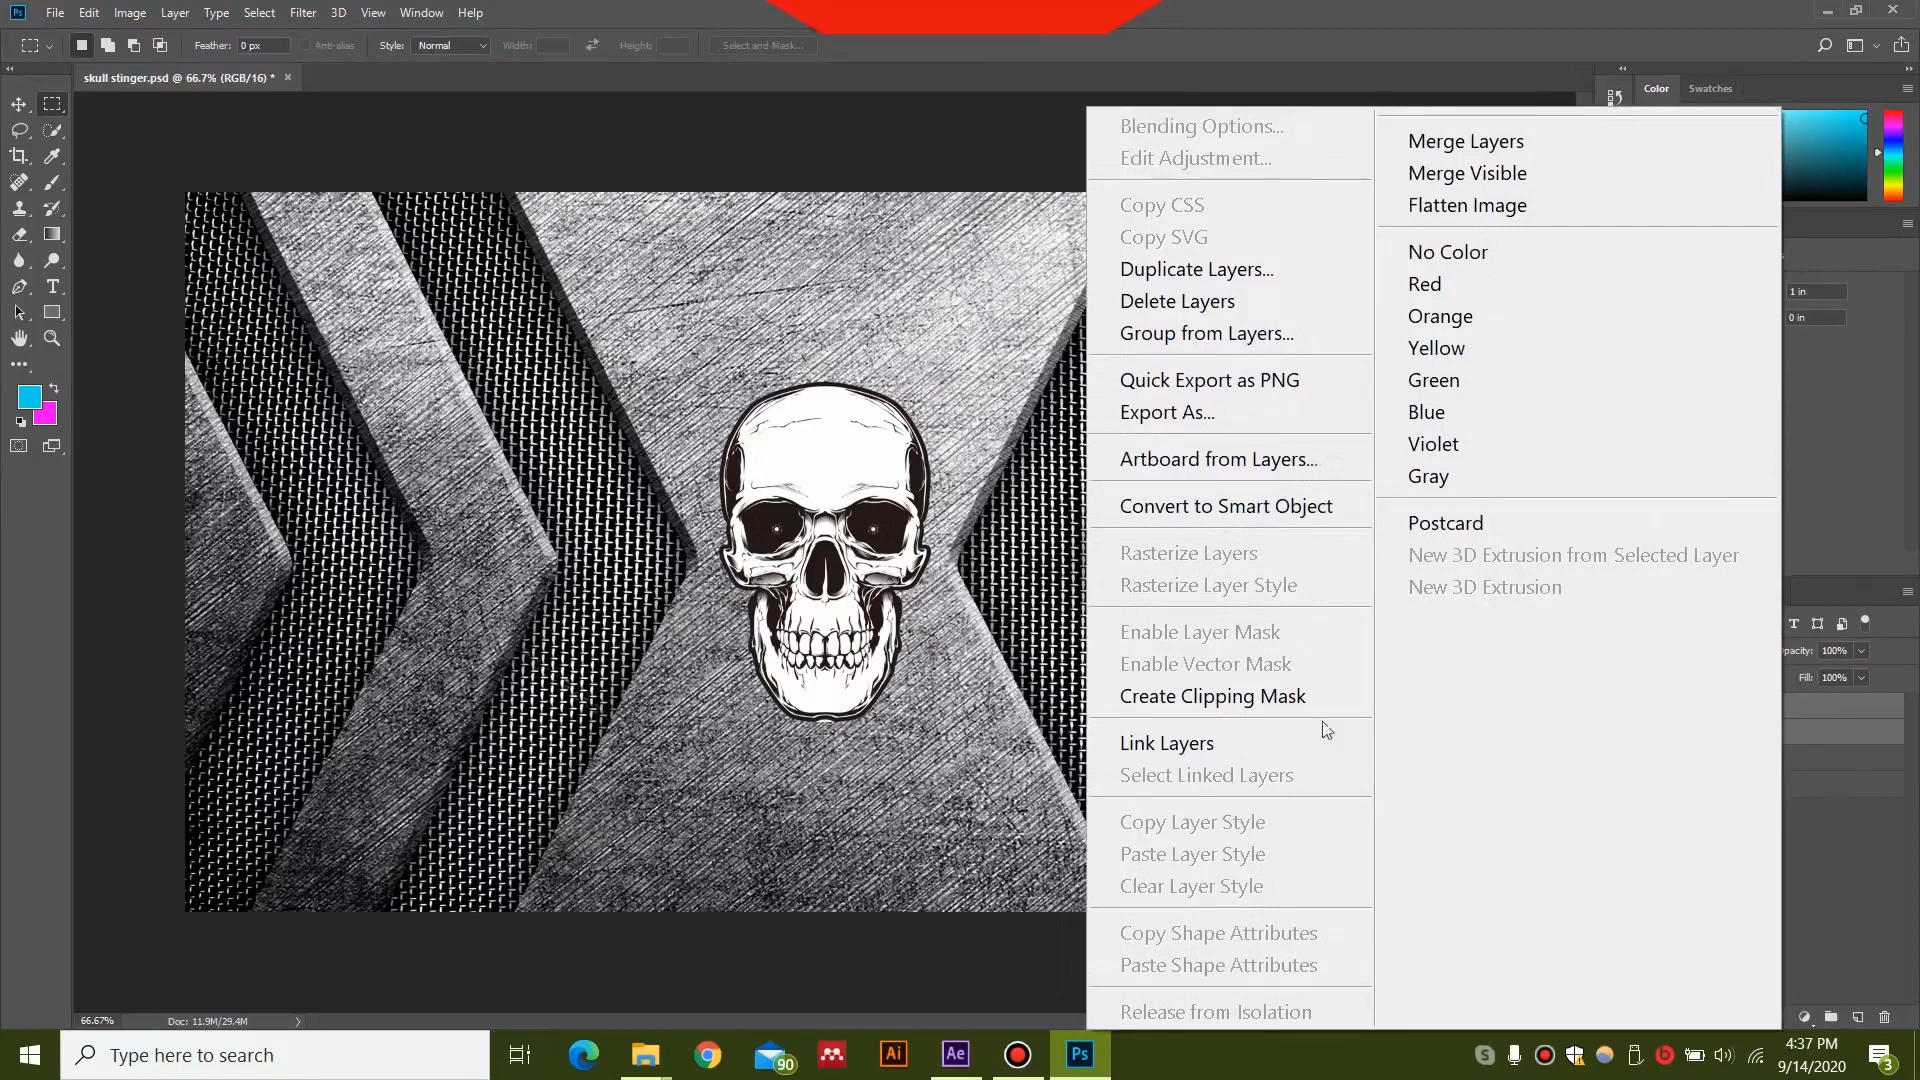 Ps File Edit Image Layer Type Select Filter 3D View Window Help
Feather: 0 px Anti-alias Style: Normal Width: Height: Select and Mask...
skull stinger.psd @ 66.7% (RGB/16) *
Color Swatches
Blending Options...
Edit Adjustment...
Copy CSS
Copy SVG
Duplicate Layers...
Delete Layers
Group from Layers...
Quick Export as PNG
Export As...
Artboard from Layers...
Convert to Smart Object
Rasterize Layers
Rasterize Layer Style
Enable Layer Mask
Enable Vector Mask
Create Clipping Mask
Link Layers
Select Linked Layers
Copy Layer Style
Paste Layer Style
Clear Layer Style
Copy Shape Attributes
Paste Shape Attributes
Release from Isolation
Merge Layers
Merge Visible
Flatten Image
No Color
Red
Orange
Yellow
Green
Blue
Violet
Gray
Postcard
New 3D Extrusion from Selected Layer
New 3D Extrusion
1 in
0 in
pacity: 100%
Fill: 100%
66.67% Doc: 11.9M/29.4M
Type here to search
90
Ai
Ae
Ps
4:37 PM
9/14/2020
3